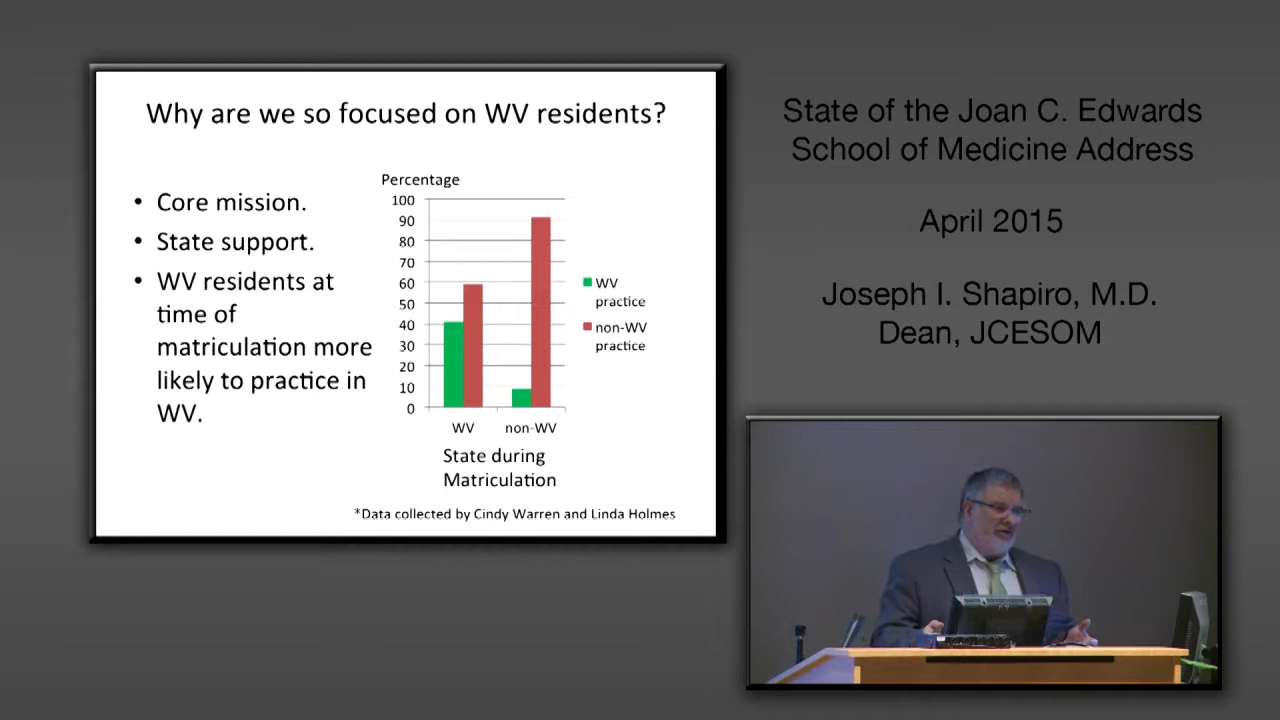 Why are we so focused on WV residents?
• Core mission.
• State support.
• WV residents at
time of
matriculation more
likely to practice in
WV.
Percentage
100
90
80
70
60
50
40
30
20
10
0
WV
non-WV
State during
Matriculation
WV
practice
non-WV
practice
*Data collected by Cindy Warren and Linda Holmes
State of the Joan C. Edwards
School of Medicine Address
April 2015
Joseph I. Shapiro, M.D.
Dean, JCESOM